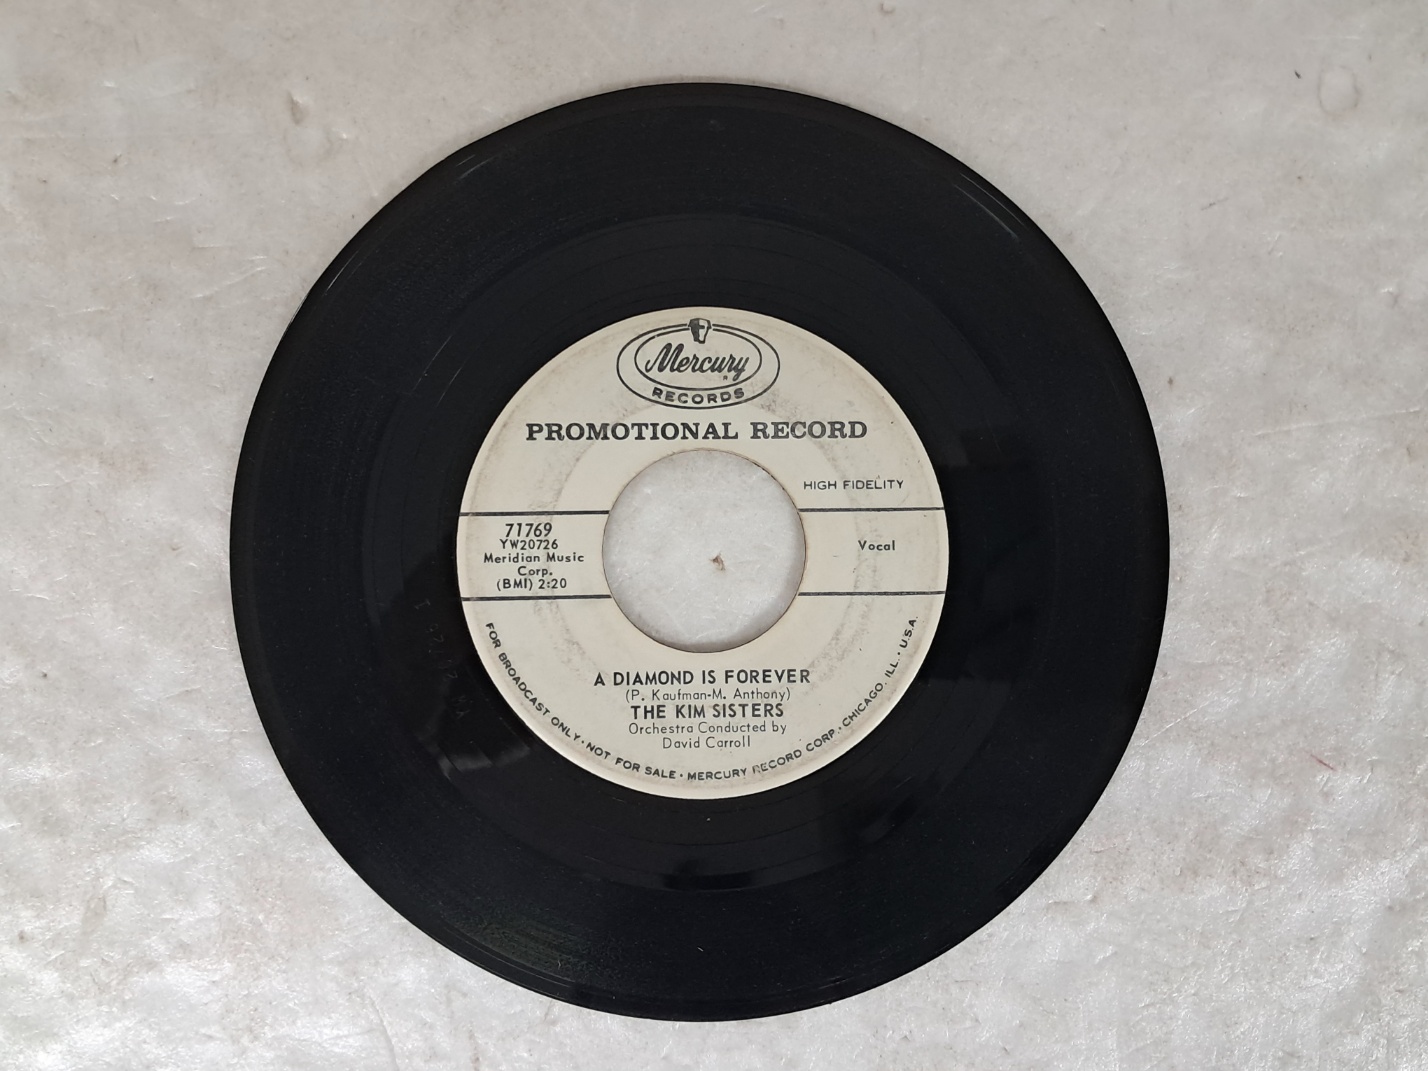 Mercury
RECORDS
PROMOTIONAL RECORD
HIGH FIDELITY
71769
YW20726
Meridian Music
Corp.
(BMI) 2:20
Vocal
A DIAMOND IS FOREVER
(P. Kaufman-M. Anthony)
THE KIM SISTERS
Orchestra Conducted by
David Carroll
FOR BROADCAST ONLY • NOT FOR SALE • MERCURY RECORD CORP. • CHICAGO, ILL. • U.S.A.